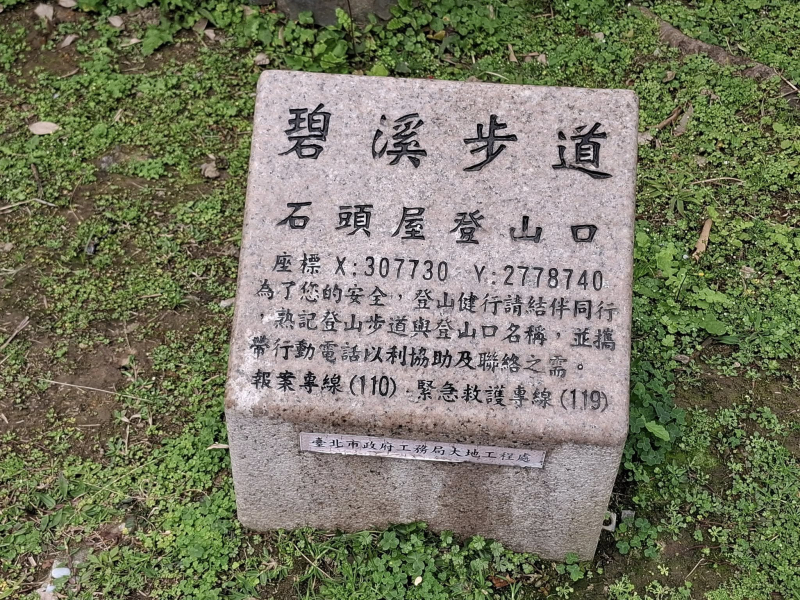 碧溪步道
石頭屋登山口
座標 X:307730 Y:2778740
為了您的安全，登山健行請結伴同行
，熟記登山步道與登山口名稱，並攜
帶行動電話以利協助及聯絡之需。
報案專線(110)．緊急救護專線(119)
臺北市政府工務局大地工程處